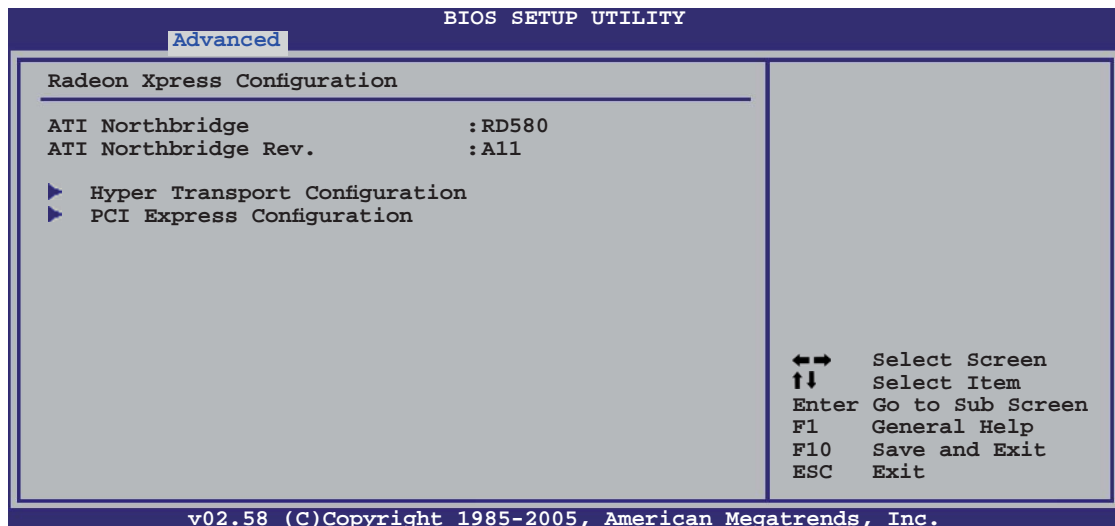 BIOS SETUP UTILITY
Advanced
Radeon Xpress Configuration
ATI Northbridge :RD580
ATI Northbridge Rev. :A11
Hyper Transport Configuration
PCI Express Configuration
Select Screen
Select Item
Enter Go to Sub Screen
F1 General Help
F10 Save and Exit
ESC Exit
v02.58 (C)Copyright 1985-2005, American Megatrends, Inc.